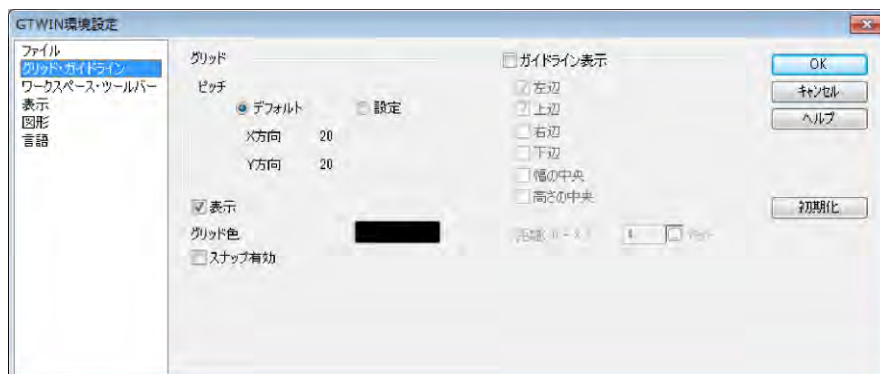 GTWIN環境設定
ファイル
グリッド・ガイドライン
ワークスペース・ツールバー
表示
図形
言語
グリッド
ピッチ
デフォルト 設定
X方向 20
Y方向 20
表示
グリッド色
スナップ有効
ガイドライン表示
左辺
上辺
右辺
下辺
幅の中央
高さの中央
OK
キャンセル
ヘルプ
初期化